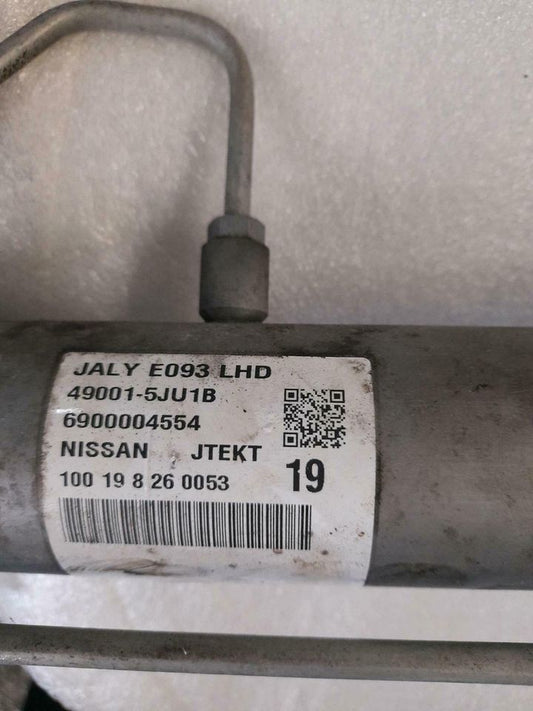 JALY E093 LHD
49001-5JU1B
6900004554
NISSAN JTEKT
100 19 8 26 0053 19